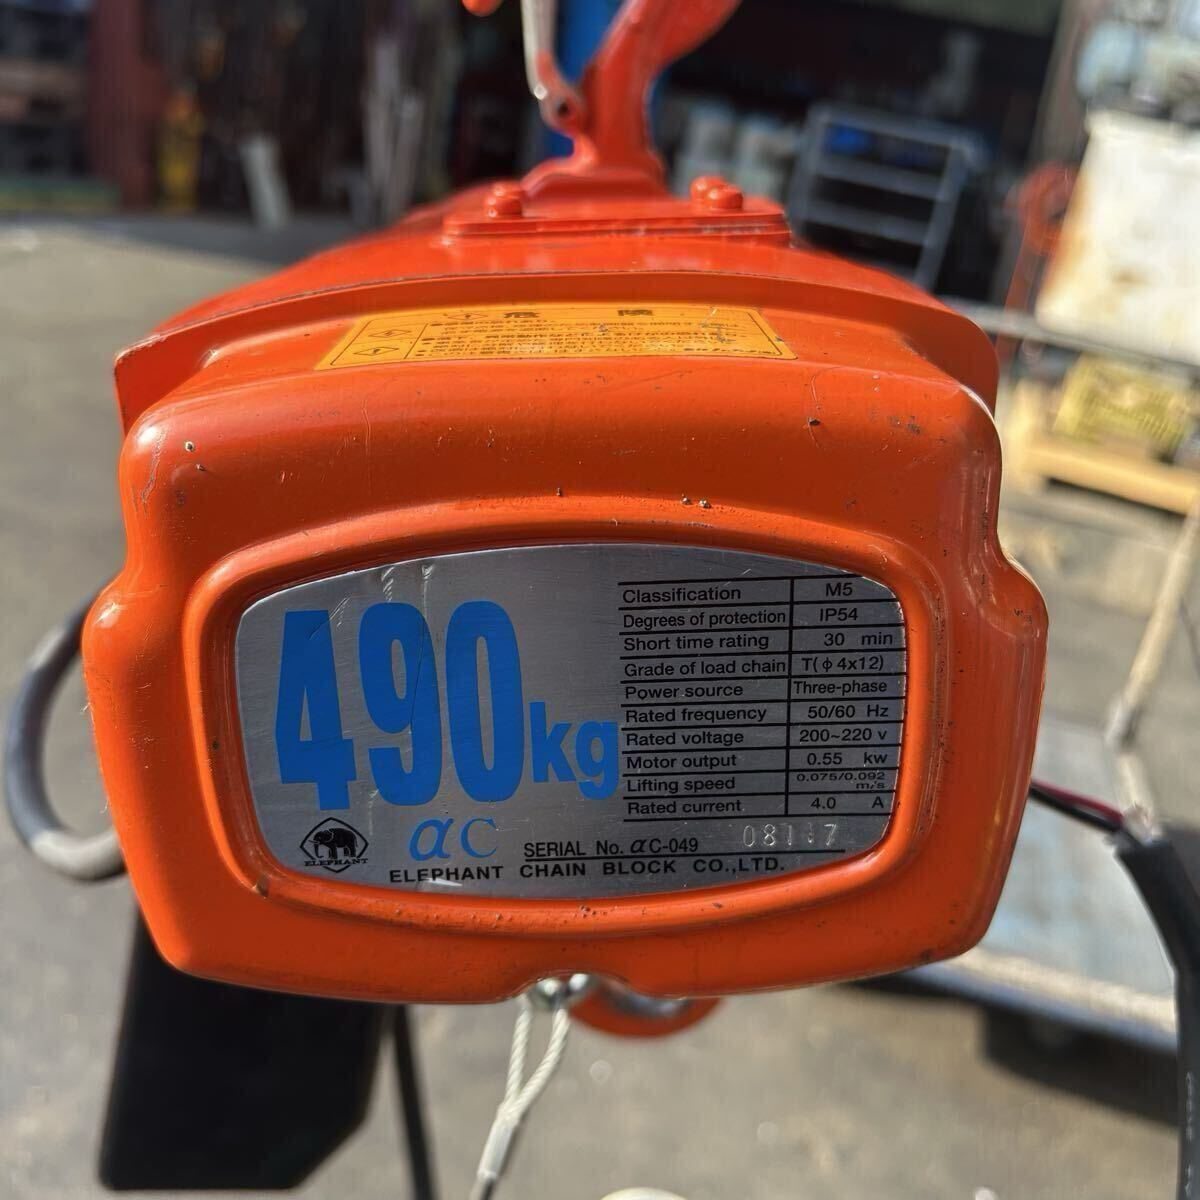 危 険
490kg
αC
ELEPHANT
Classification M5
Degrees of protection IP54
Short time rating 30 min
Grade of load chain T(φ4x12)
Power source Three-phase
Rated frequency 50/60 Hz
Rated voltage 200~220 v
Motor output 0.55 kw
Lifting speed 0.075/0.092 m/s
Rated current 4.0 A
SERIAL No. αC-049
ELEPHANT CHAIN BLOCK CO.,LTD.